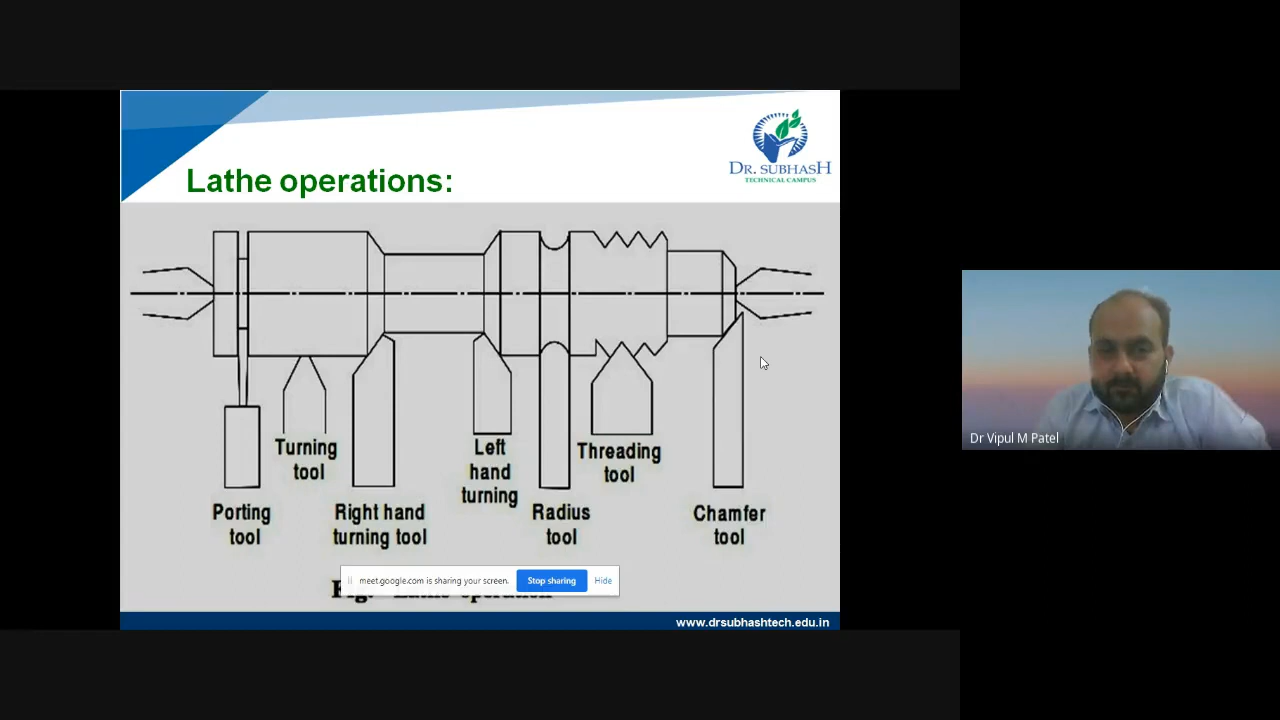 DR. SUBHASH
TECHNICAL CAMPUS
Lathe operations:
Turning
tool
Left
hand
turning
Threading
tool
Porting
tool
Right hand
turning tool
Radius
tool
Chamfer
tool
meet.google.com is sharing your screen.
Stop sharing
Hide
www.drsubhashtech.edu.in
Dr Vipul M Patel